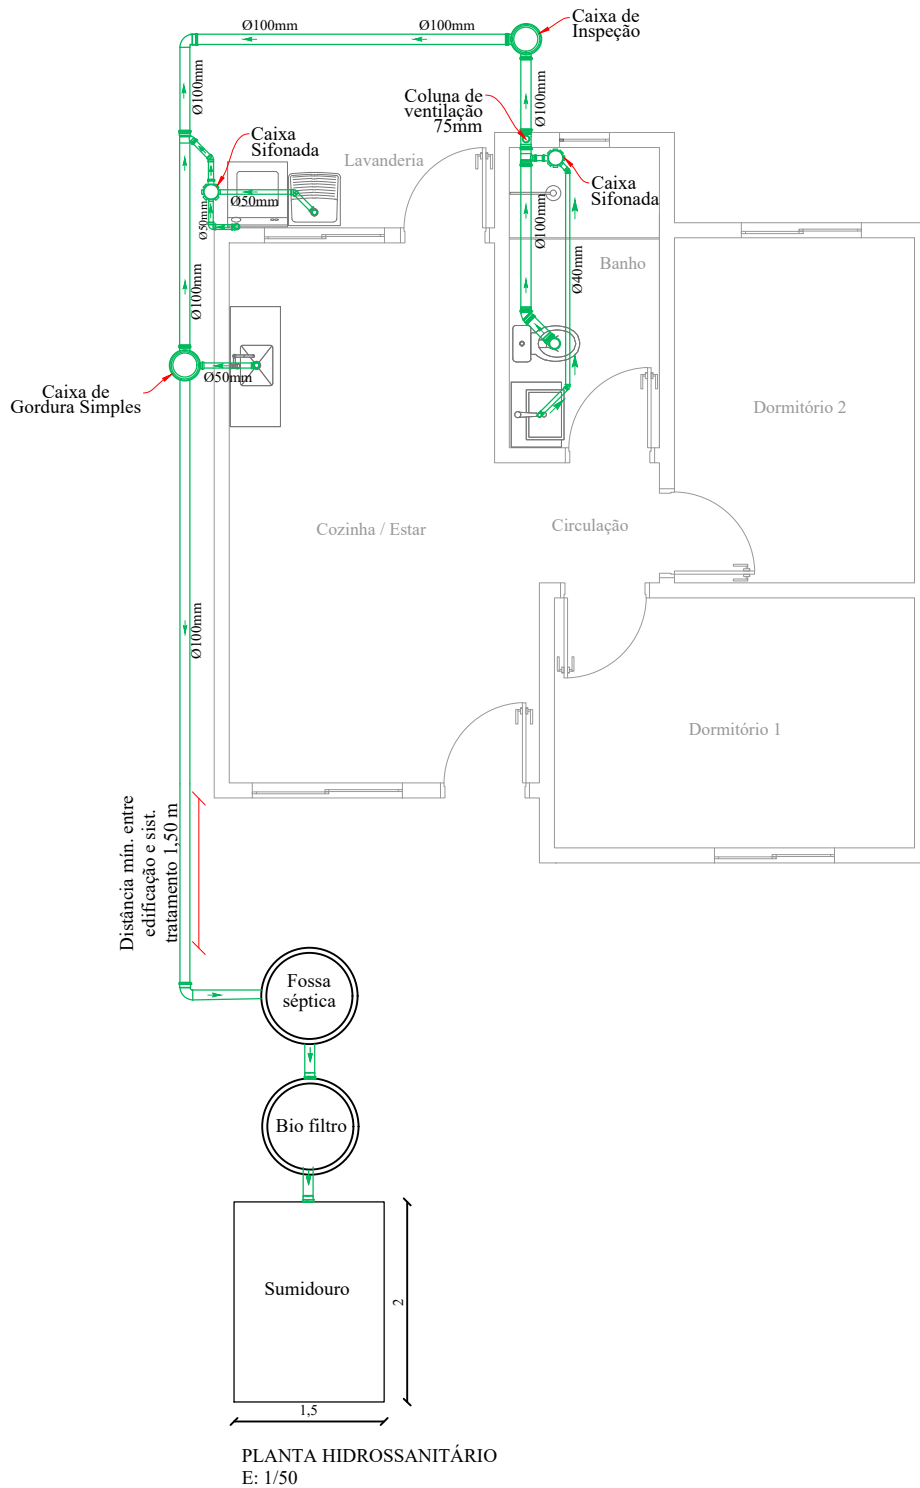 Ø100mm
Ø100mm
Caixa de
Inspeção
Ø100mm
Coluna de
ventilação
75mm
Ø100mm
Caixa
Sifonada
Lavanderia
Caixa
Sifonada
Ø50mm
Ø50mm
Ø100mm
Ø40mm
Banho
Ø100mm
Ø50mm
Caixa de
Gordura Simples
Dormitório 2
Cozinha / Estar
Circulação
Ø100mm
Dormitório 1
Distância mín. entre
edificação e sist.
tratamento 1,50 m
Fossa
séptica
Bio filtro
Sumidouro
2
1,5
PLANTA HIDROSSANITÁRIO
E: 1/50